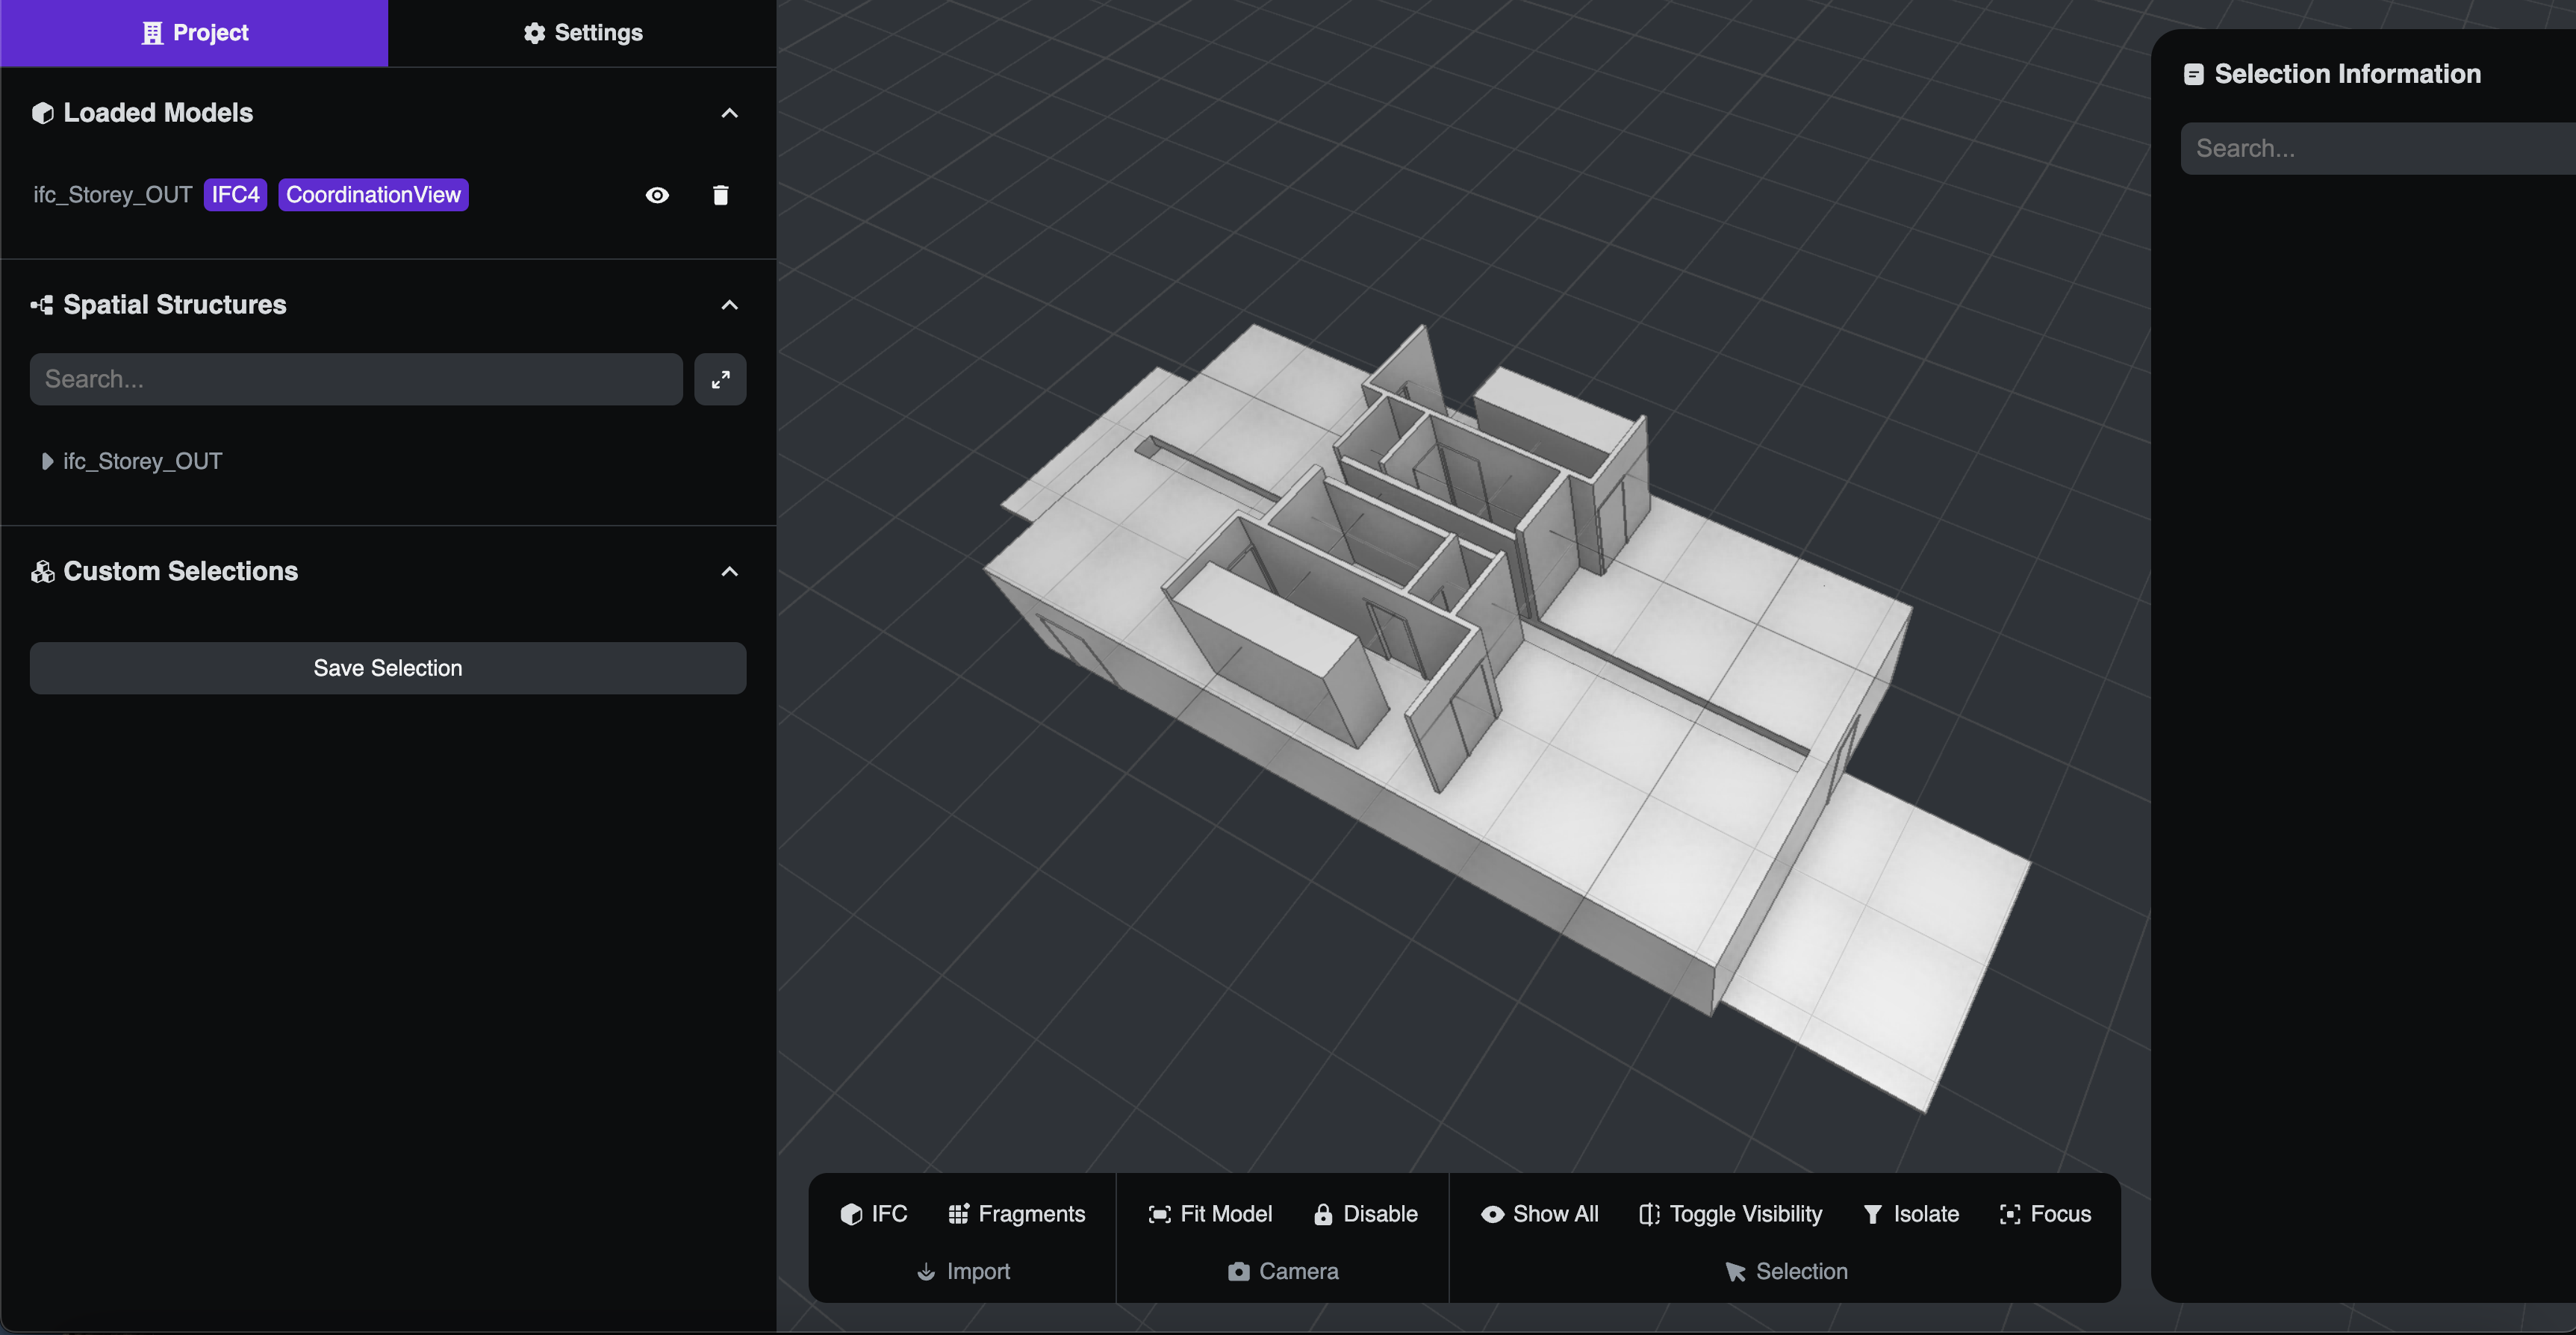 Project
Settings
Loaded Models
ifc_Storey_OUT IFC4 CoordinationView
Spatial Structures
Search...
ifc_Storey_OUT
Custom Selections
Save Selection
IFC Fragments
Import
Fit Model Disable
Camera
Show All Toggle Visibility Isolate Focus
Selection
Selection Information
Search...